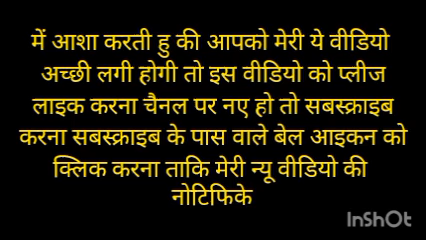 में आशा करती हु की आपको मेरी ये वीडियो
अच्छी लगी होगी तो इस वीडियो को प्लीज
लाइक करना चैनल पर नए हो तो सबस्क्राइब
करना सबस्क्राइब के पास वाले बेल आइकन को
क्लिक करना ताकि मेरी न्यू वीडियो की
नोटिफिके
InShOt